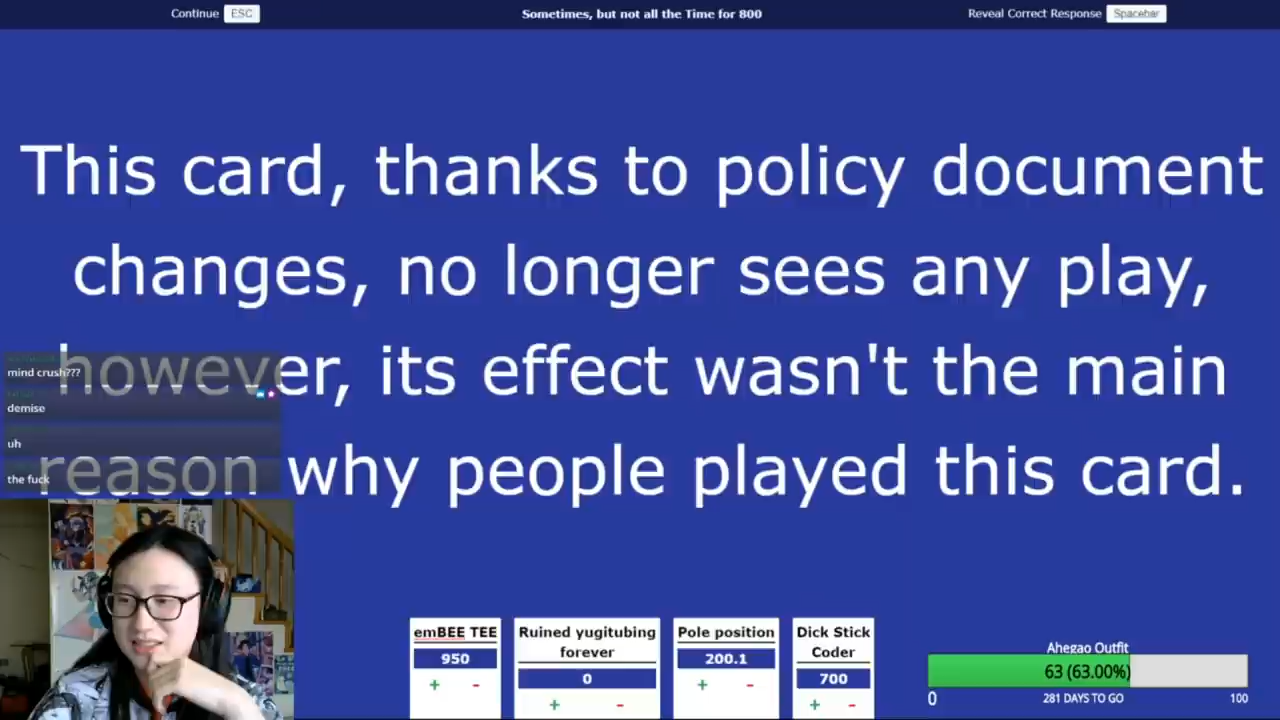 Continue ESC
Sometimes, but not all the Time for 800
Reveal Correct Response Spacebar
This card, thanks to policy document
changes, no longer sees any play,
however, its effect wasn't the main
reason why people played this card.
mind crush???
demise
uh
the fuck
emBEE TEE
950
+ -
Ruined yugitubing
forever
0
+ -
Pole position
200.1
+ -
Dick Stick
Coder
700
+ -
Ahegao Outfit
63 (63.00%)
0 281 DAYS TO GO 100